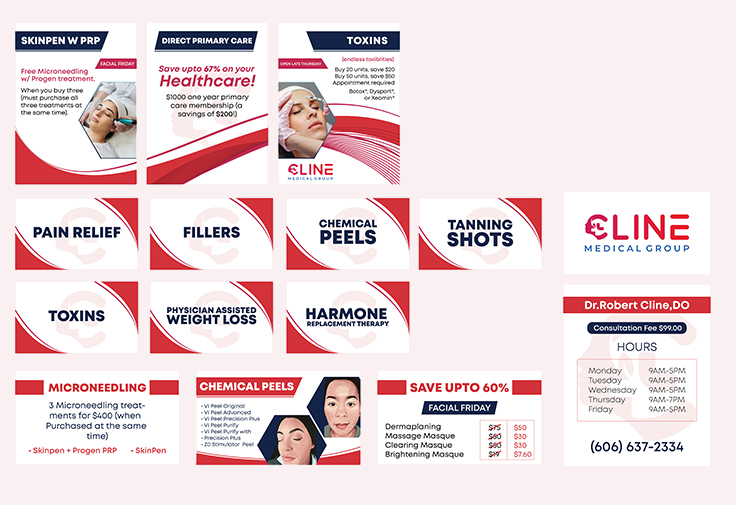 SKINPEN W PRP
FACIAL FRIDAY
Free Microneedling
w/ Progen treatment.
When you buy three
(must purchase all
three treatments at
the same time).
DIRECT PRIMARY CARE
Save upto 67% on your
Healthcare!
$1000 one year primary
care membership (a
savings of $200!)
TOXINS
(endless toxiblities)
OPEN LATE THURSDAY
Buy 20 units, save $20
Buy 50 units, save $50
Appointment required
Botox®, Dysport®,
or Xeomin®
CLINE
MEDICAL GROUP
PAIN RELIEF
FILLERS
CHEMICAL
PEELS
TANNING
SHOTS
TOXINS
PHYSICIAN ASSISTED
WEIGHT LOSS
HARMONE
REPLACEMENT THERAPY
CLINE
MEDICAL GROUP
Dr.Robert Cline,DO
Consultation Fee $99.00
HOURS
Monday 9AM-5PM
Tuesday 9AM-5PM
Wednesday 9AM-5PM
Thursday 9AM-7PM
Friday 9AM-5PM
(606) 637-2334
MICRONEEDLING
3 Microneedling treat-
ments for $400 (when
Purchased at the same
time)
• Skinpen + Progen PRP • SkinPen
CHEMICAL PEELS
- Vi Peel Original
- Vi Peel Advanced
- Vi Peel Precision Plus
- Vi Peel Purify
- Vi Peel Purify with
- Precision Plus
- ZO Stimulator Peel
SAVE UPTO 60%
FACIAL FRIDAY
Dermaplaning $75 $50
Massage Masque $80 $30
Clearing Masque $80 $30
Brightening Masque $19 $7.60